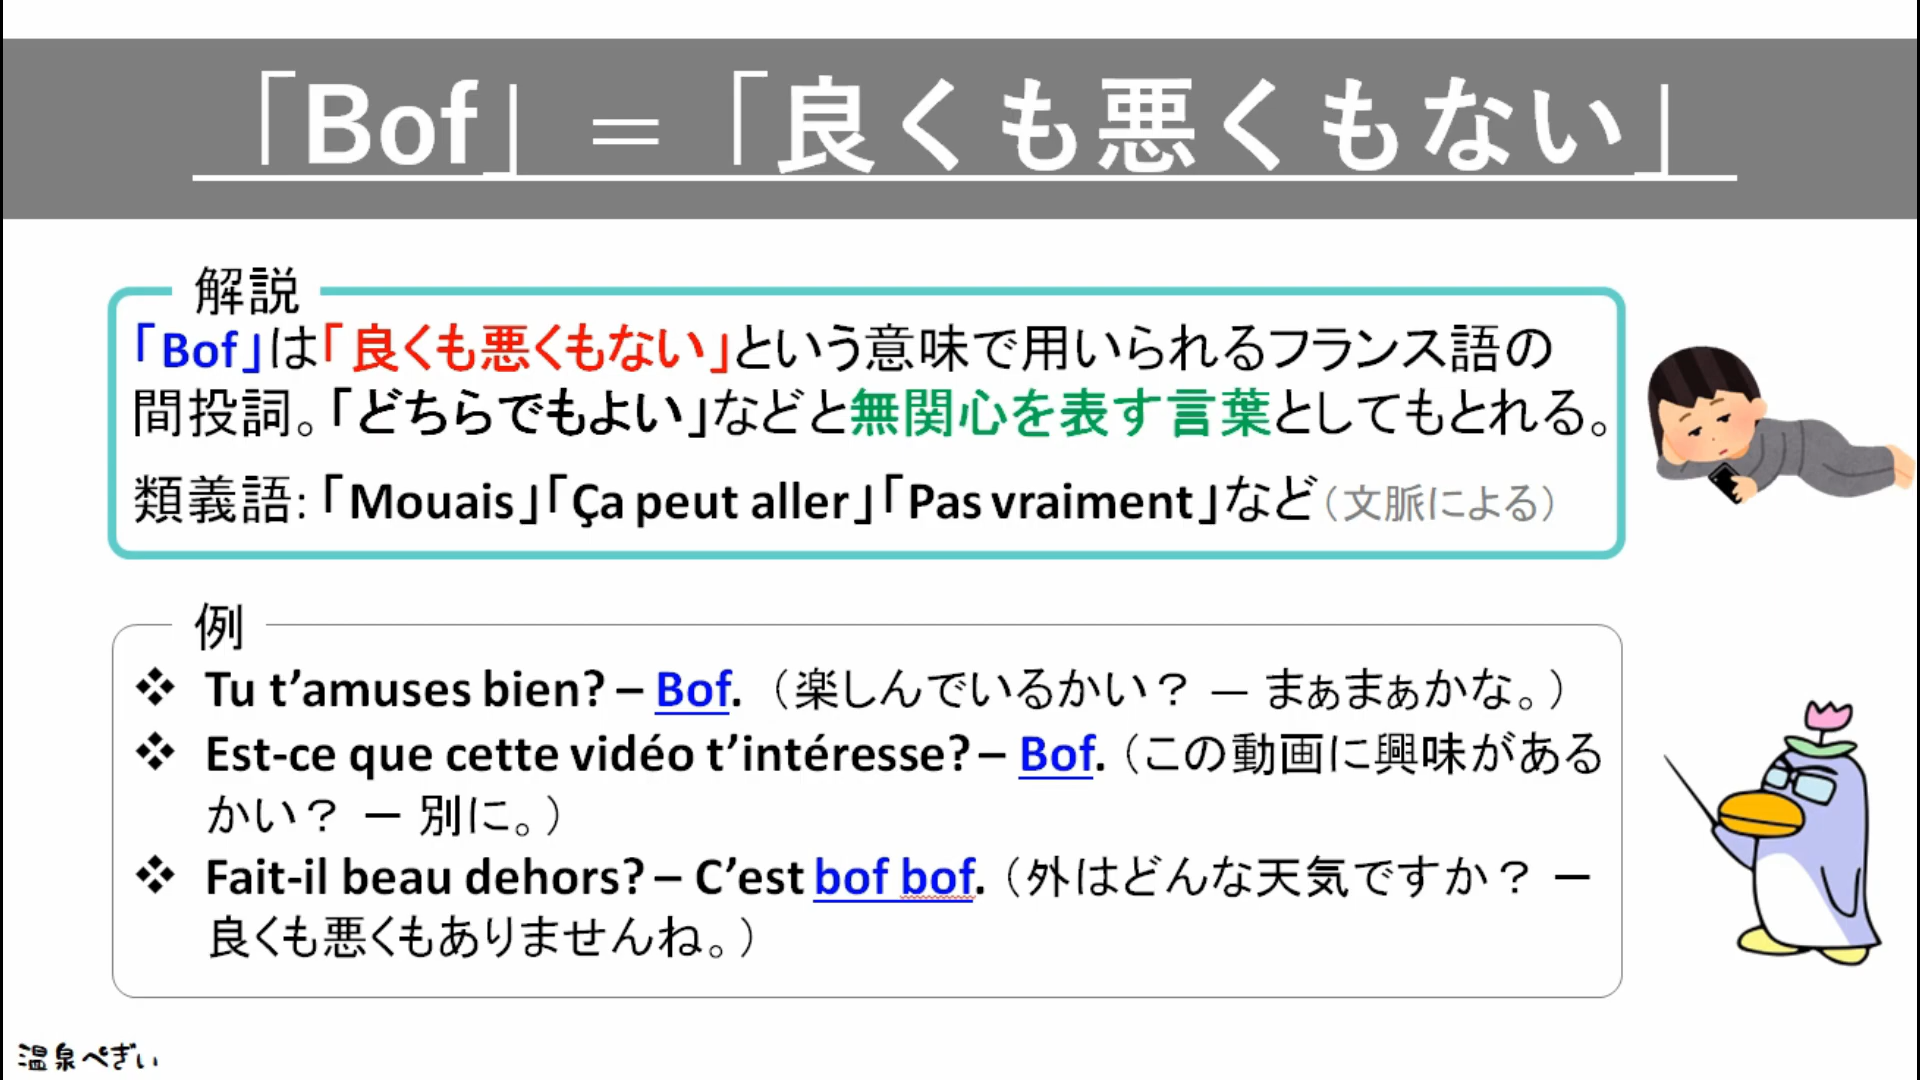 「Bof」 = 「良くも悪くもない」
解説
「Bof」は「良くも悪くもない」という意味で用いられるフランス語の
間投詞。「どちらでもよい」などと無関心を表す言葉としてもとれる。
類義語:「Mouais」「Ça peut aller」「Pas vraiment」など（文脈による）
例
❖ Tu t’amuses bien? – Bof.（楽しんでいるかい？ ― まぁまぁかな。）
❖ Est-ce que cette vidéo t’intéresse? – Bof.（この動画に興味がある
かい？ ― 別に。）
❖ Fait-il beau dehors? – C’est bof bof.（外はどんな天気ですか？ ―
良くも悪くもありませんね。）
温泉ぺぎぃ